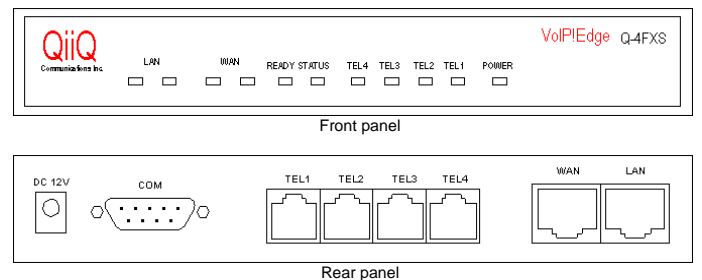 QiiQ
Communications Inc.
VoIP!Edge Q-4FXS
LAN WAN READY STATUS TEL4 TEL3 TEL2 TEL1 POWER
Front panel
DC 12V COM TEL1 TEL2 TEL3 TEL4 WAN LAN
Rear panel